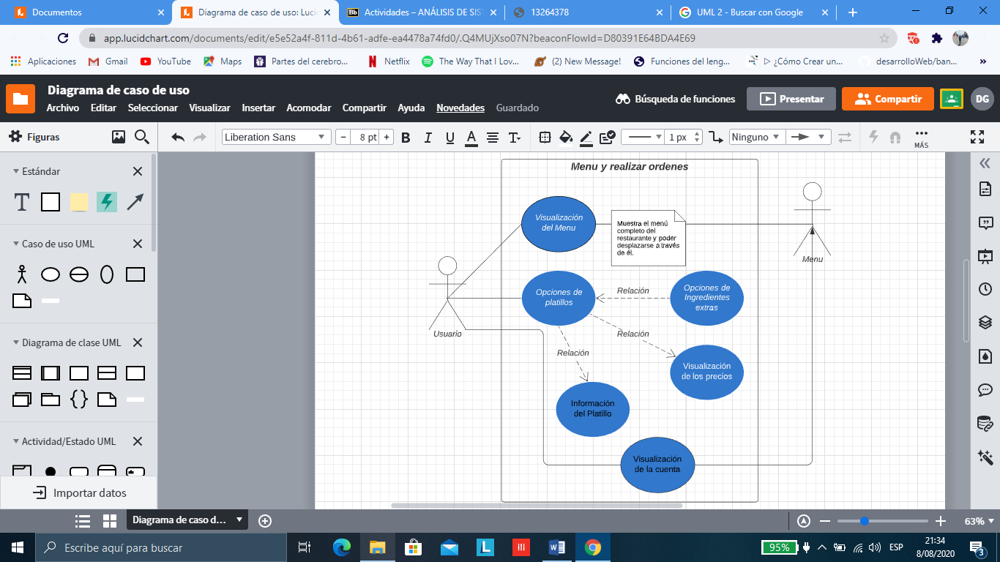 Documentos
Diagrama de caso de uso: Luci
Actividades – ANÁLISIS DE SIS
13264378
UML 2 - Buscar con Google
app.lucidchart.com/documents/edit/e5e52a4f-811d-4b61-adfe-ea4478a74fd0/.Q4MUjXso07N?beaconFlowId=D80391E64BDA4E69
Aplicaciones
Gmail
YouTube
Maps
Partes del cerebro...
Netflix
The Way That I Lov...
(2) New Message!
Funciones del leng...
▷ ¿Cómo Crear un...
desarrolloWeb/ban...
»
Diagrama de caso de uso
Archivo Editar Seleccionar Visualizar Insertar Acomodar Compartir Ayuda Novedades Guardado
Búsqueda de funciones
Presentar
Compartir
DG
Figuras
Liberation Sans
8 pt
B I U A T
1 px
Ninguno
MÁS
Estándar
T
Caso de uso UML
Diagrama de clase UML
Actividad/Estado UML
Importar datos
Menu y realizar ordenes
Visualización
del Menu
Muestra el menú
completo del
restaurante y poder
desplazarse a través
de él.
Menu
Usuario
Opciones de
platillos
Relación
Opciones de
Ingredientes
extras
Relación
Relación
Visualización
de los precios
Información
del Platillo
Visualización
de la cuenta
Diagrama de caso d...
63%
Escribe aquí para buscar
95%
ESP
21:34
8/08/2020
3